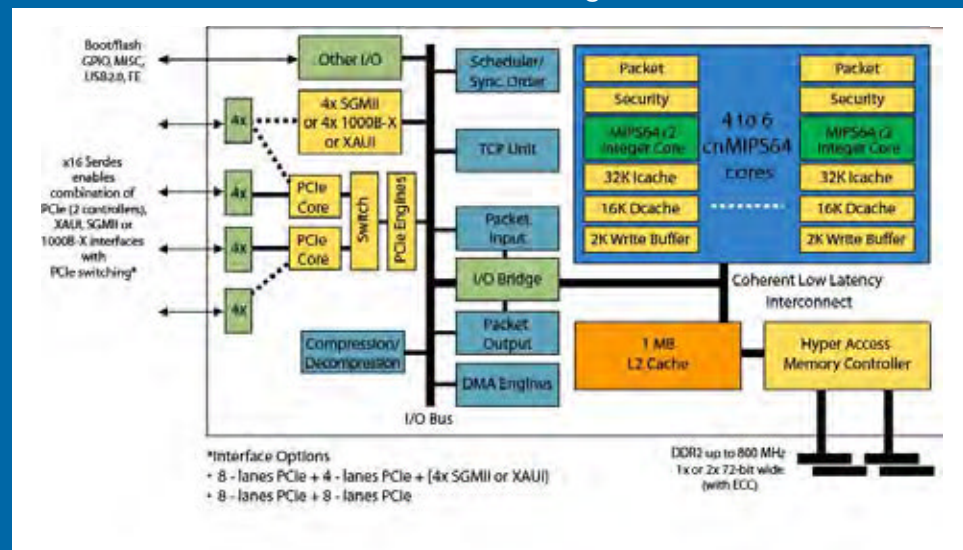 Boot/flash
GPIO, MISC,
USB2.0, FE
Other I/O
4x
4x SGMII
or 4x 1000B-X
or XAUI
x16 Serdes
enables
combination of
PCIe (2 controllers),
XAUI, SGMII or
1000B-X interfaces
with
PCIe switching*
4x
4x
4x
PCIe
Core
PCIe
Core
Switch
PCIe Engines
Compression/
Decompression
I/O Bus
Scheduler/
Sync. Order
TCP Unit
Packet
Input
I/O Bridge
Packet
Output
DMA Engines
Packet
Security
MIPS64 r2
Integer Core
32K Icache
16K Dcache
2K Write Buffer
4 to 6
cnMIPS64
cores
Packet
Security
MIPS64 r2
Integer Core
32K Icache
16K Dcache
2K Write Buffer
Coherent Low Latency
Interconnect
1 MB
L2 Cache
Hyper Access
Memory Controller
DDR2 up to 800 MHz
1x or 2x 72-bit wide
(with ECC)
*Interface Options
• 8 - lanes PCIe + 4 - lanes PCIe + (4x SGMII or XAUI)
• 8 - lanes PCIe + 8 - lanes PCIe